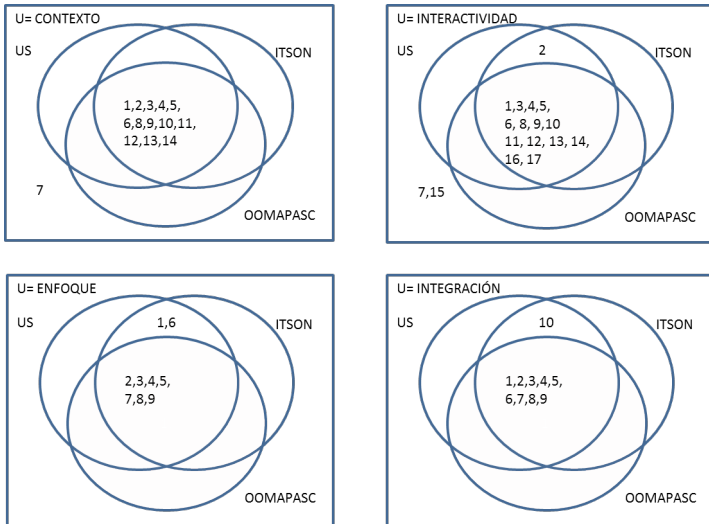 U= CONTEXTO
US
ITSON
1,2,3,4,5,
6,8,9,10,11,
12,13,14
7
OOMAPASC
U= INTERACTIVIDAD
US
2
ITSON
1,3,4,5,
6, 8, 9,10
11, 12, 13, 14,
16, 17
7,15
OOMAPASC
U= ENFOQUE
US
1,6
ITSON
2,3,4,5,
7,8,9
OOMAPASC
U= INTEGRACIÓN
US
10
ITSON
1,2,3,4,5,
6,7,8,9
OOMAPASC